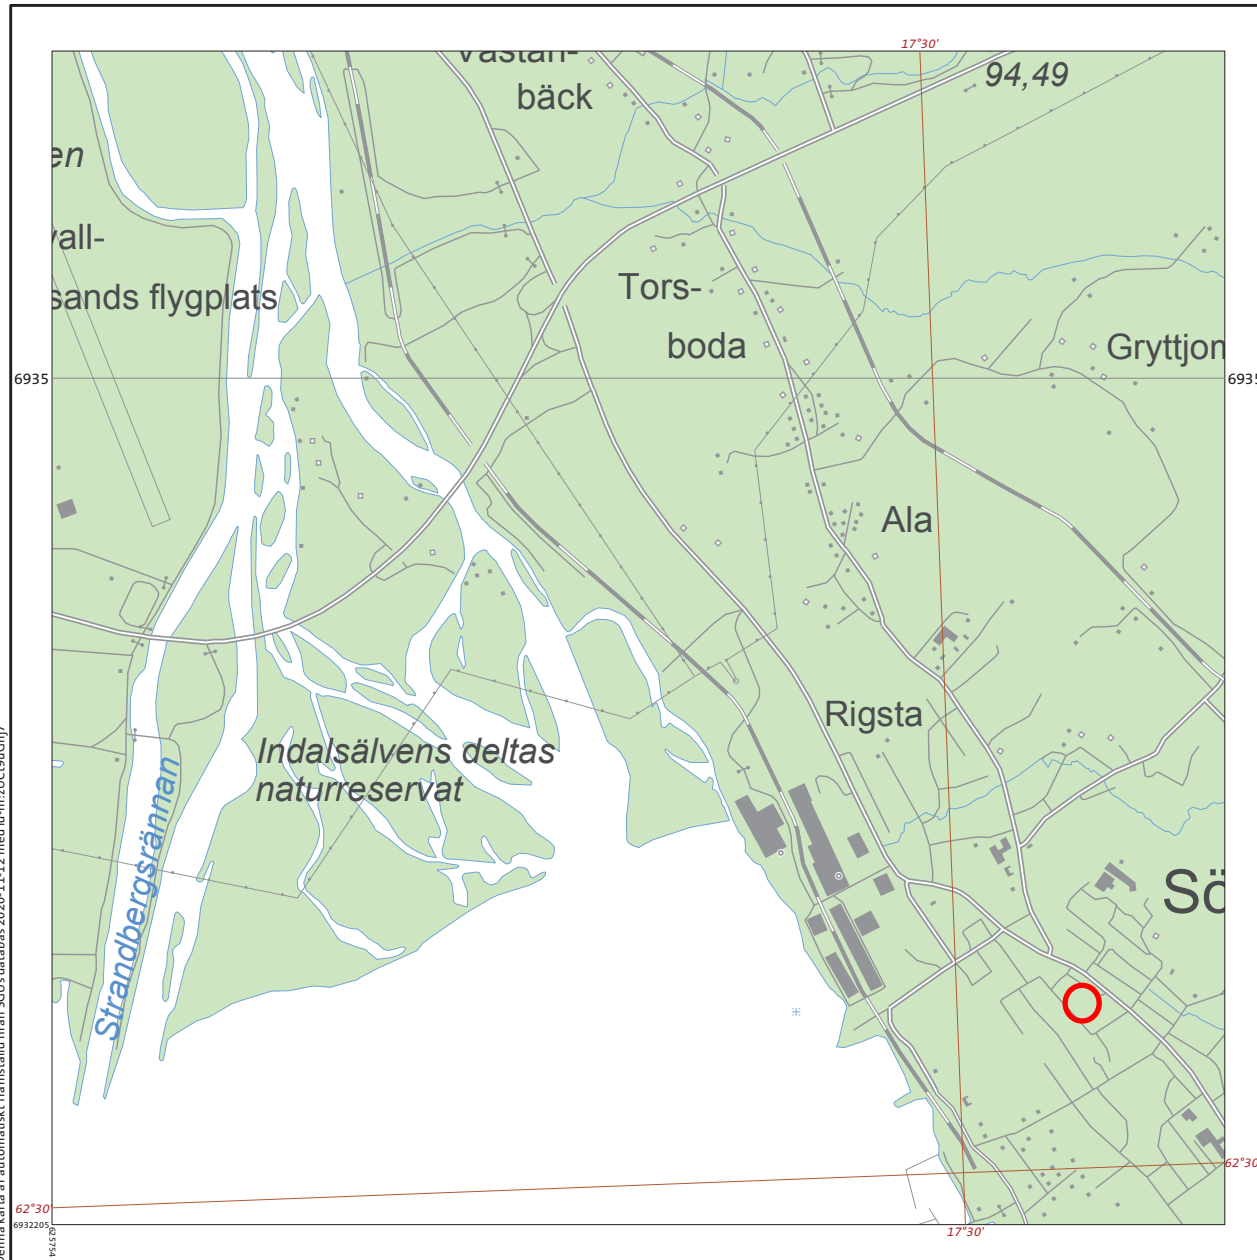 17°30'
94,49
bäck
en
vall-
sands flygplats
Tors-
boda
Gryttjon
6935
6935
Ala
Rigsta
Indalsälvens deltas
naturreservat
Strandbergsrännan
Sö
62°30'
62°30'
6932205
625754
17°30'